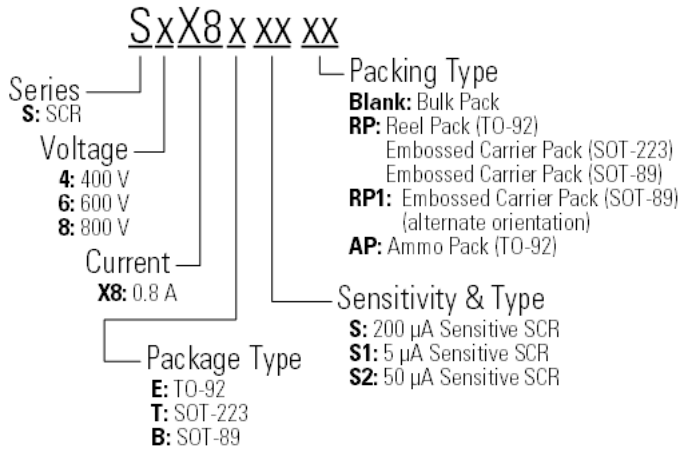 SxX8x xx xx
Series
S: SCR
Voltage
4: 400 V
6: 600 V
8: 800 V
Current
X8: 0.8 A
Package Type
E: TO-92
T: SOT-223
B: SOT-89
Sensitivity & Type
S: 200 µA Sensitive SCR
S1: 5 µA Sensitive SCR
S2: 50 µA Sensitive SCR
Packing Type
Blank: Bulk Pack
RP: Reel Pack (TO-92)
Embossed Carrier Pack (SOT-223)
Embossed Carrier Pack (SOT-89)
RP1: Embossed Carrier Pack (SOT-89)
(alternate orientation)
AP: Ammo Pack (TO-92)